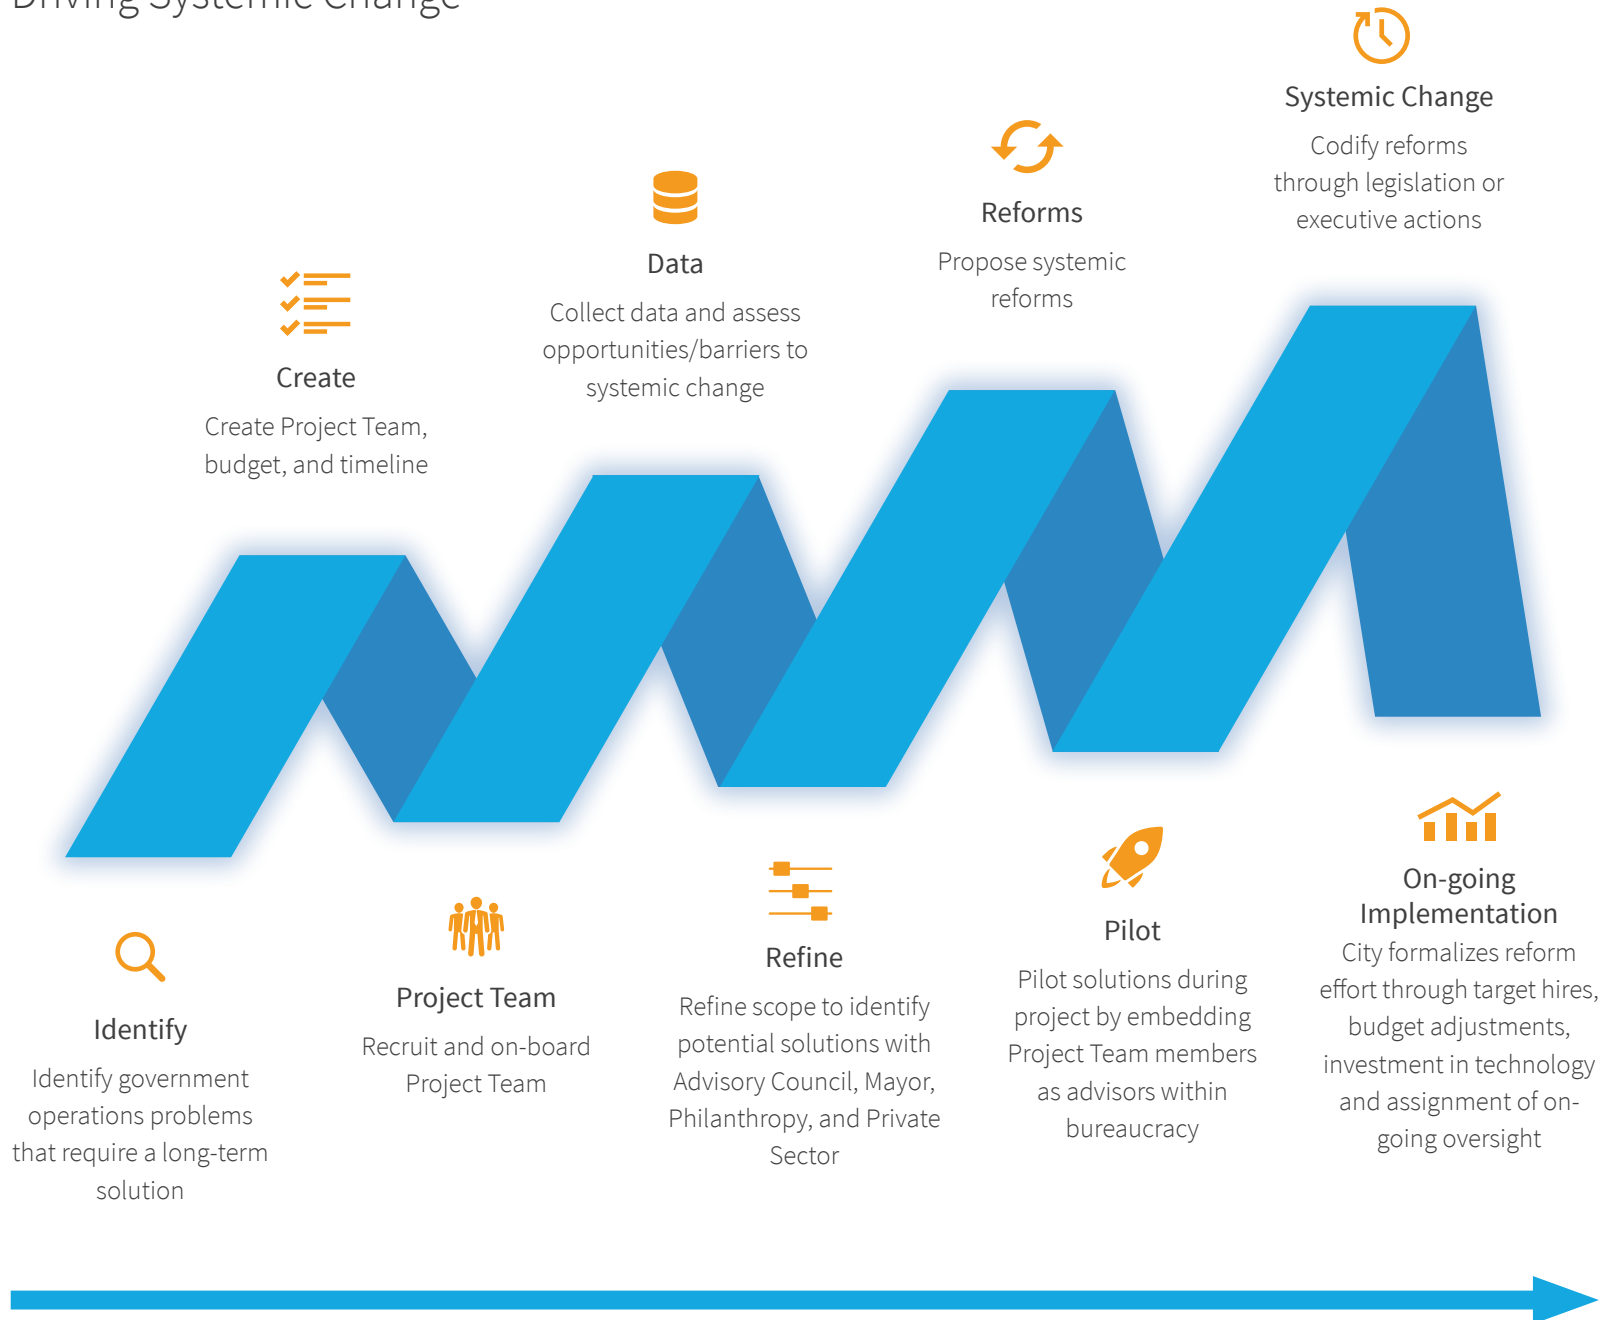 Driving Systemic Change
Identify
Identify government
operations problems
that require a long-term
solution
Create
Create Project Team,
budget, and timeline
Project Team
Recruit and on-board
Project Team
Data
Collect data and assess
opportunities/barriers to
systemic change
Refine
Refine scope to identify
potential solutions with
Advisory Council, Mayor,
Philanthropy, and Private
Sector
Reforms
Propose systemic
reforms
Pilot
Pilot solutions during
project by embedding
Project Team members
as advisors within
bureaucracy
Systemic Change
Codify reforms
through legislation or
executive actions
On-going
Implementation
City formalizes reform
effort through target hires,
budget adjustments,
investment in technology
and assignment of on-
going oversight